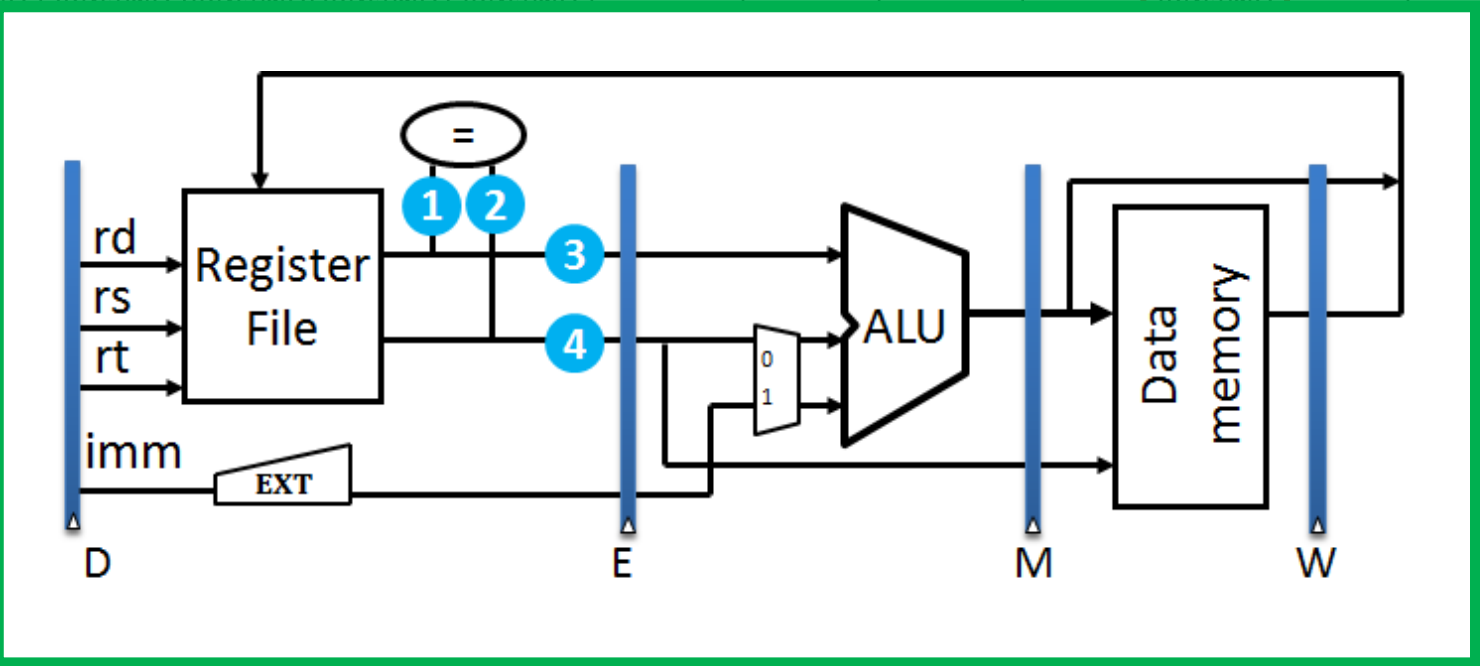 =
1 2
rd
rs
rt
Register
File
3
4
0
1
ALU
Data
memory
imm
EXT
D E M W